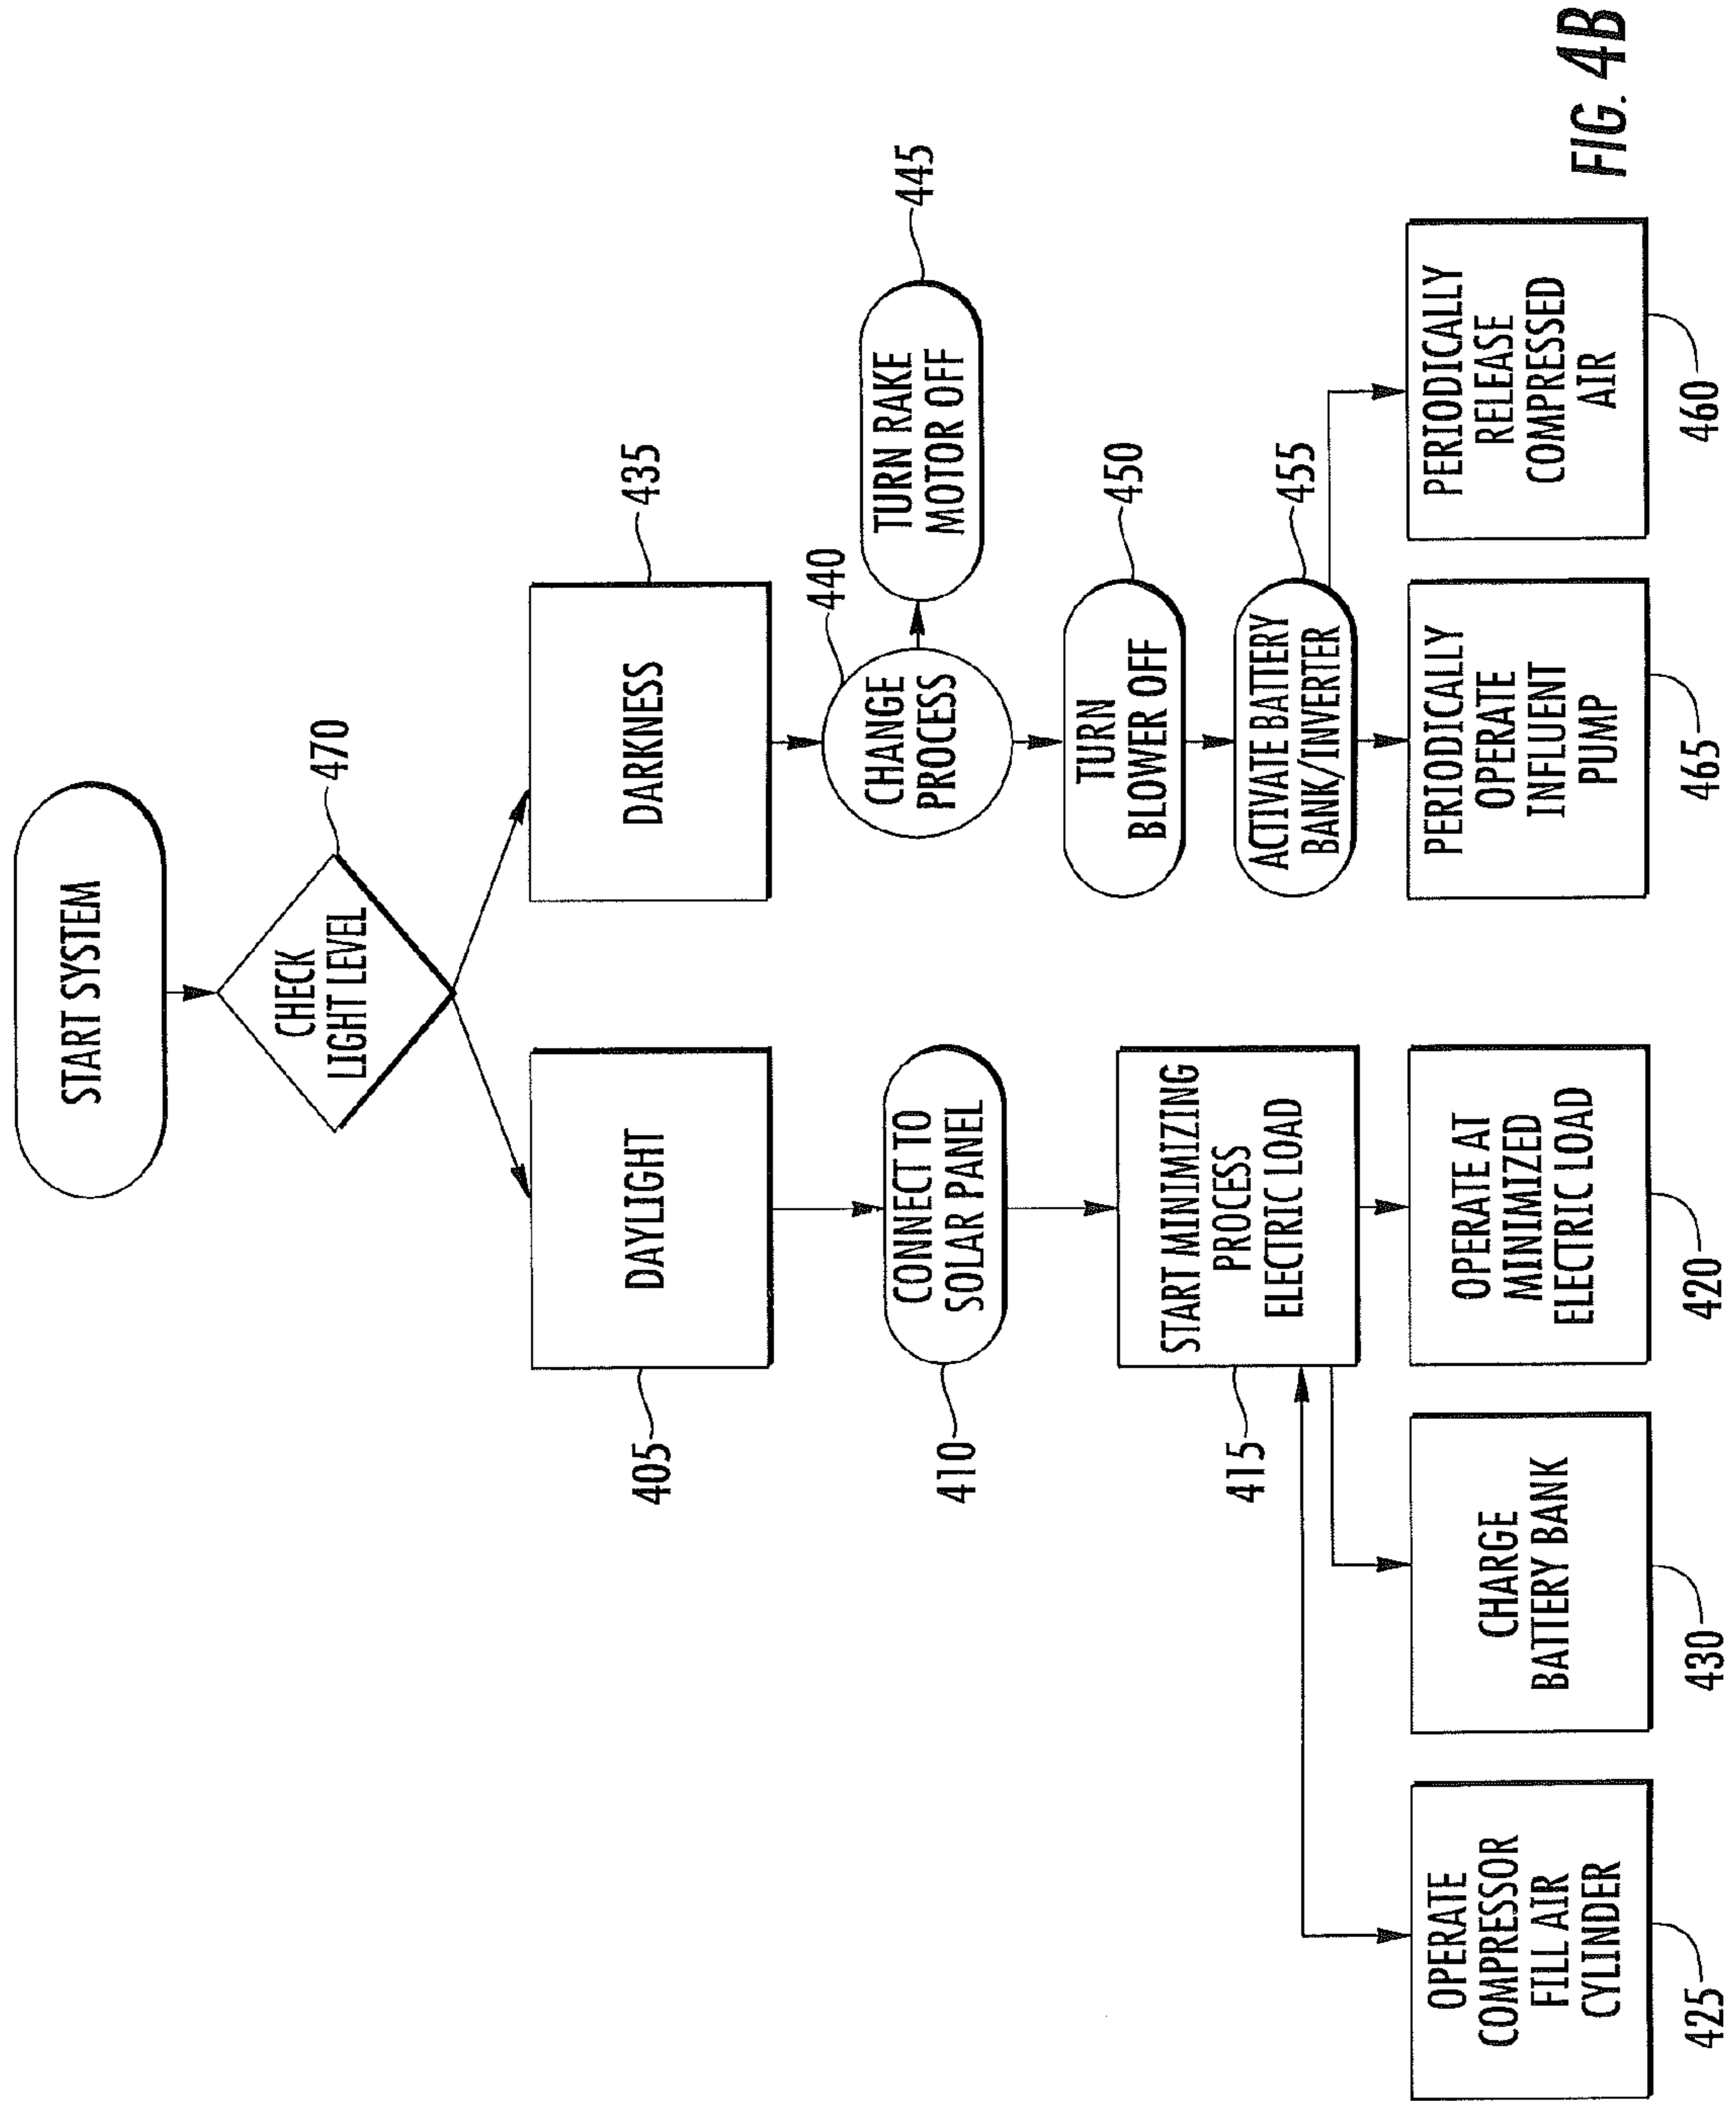 START SYSTEM
CHECK
LIGHT LEVEL
470
DAYLIGHT
405
DARKNESS
435
CONNECT TO
SOLAR PANEL
410
CHANGE
PROCESS
440
TURN RAKE
MOTOR OFF
445
START MINIMIZING
PROCESS
ELECTRIC LOAD
415
TURN
BLOWER OFF
450
ACTIVATE BATTERY
BANK/INVERTER
455
OPERATE
COMPRESSOR
FILL AIR
CYLINDER
425
CHARGE
BATTERY BANK
430
OPERATE AT
MINIMIZED
ELECTRIC LOAD
420
PERIODICALLY
OPERATE
INFLUENT
PUMP
465
PERIODICALLY
RELEASE
COMPRESSED
AIR
460
FIG. 4B